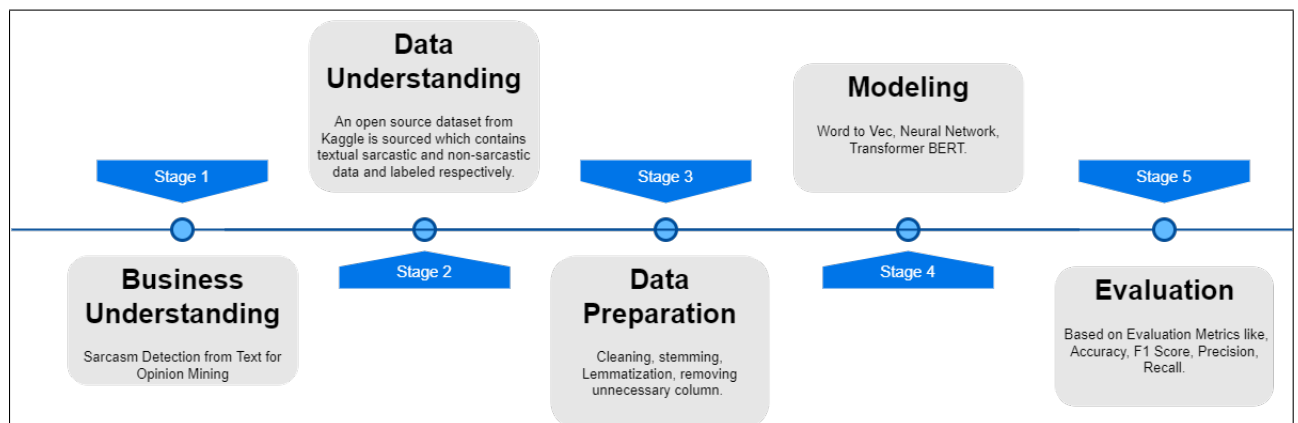 Stage 1
Business
Understanding
Sarcasm Detection from Text for
Opinion Mining
Data
Understanding
An open source dataset from
Kaggle is sourced which contains
textual sarcastic and non-sarcastic
data and labeled respectively.
Stage 2
Stage 3
Data
Preparation
Cleaning, stemming,
Lemmatization, removing
unnecessary column.
Modeling
Word to Vec, Neural Network,
Transformer BERT.
Stage 4
Stage 5
Evaluation
Based on Evaluation Metrics like,
Accuracy, F1 Score, Precision,
Recall.